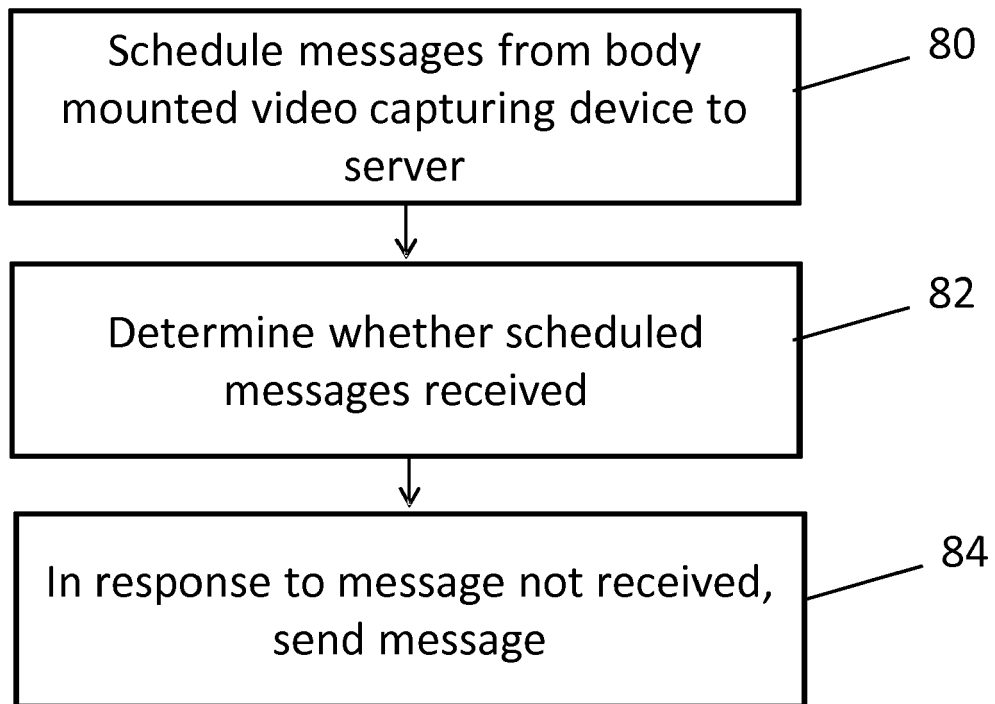 Schedule messages from body
mounted video capturing device to
server
80
Determine whether scheduled
messages received
82
In response to message not received,
send message
84